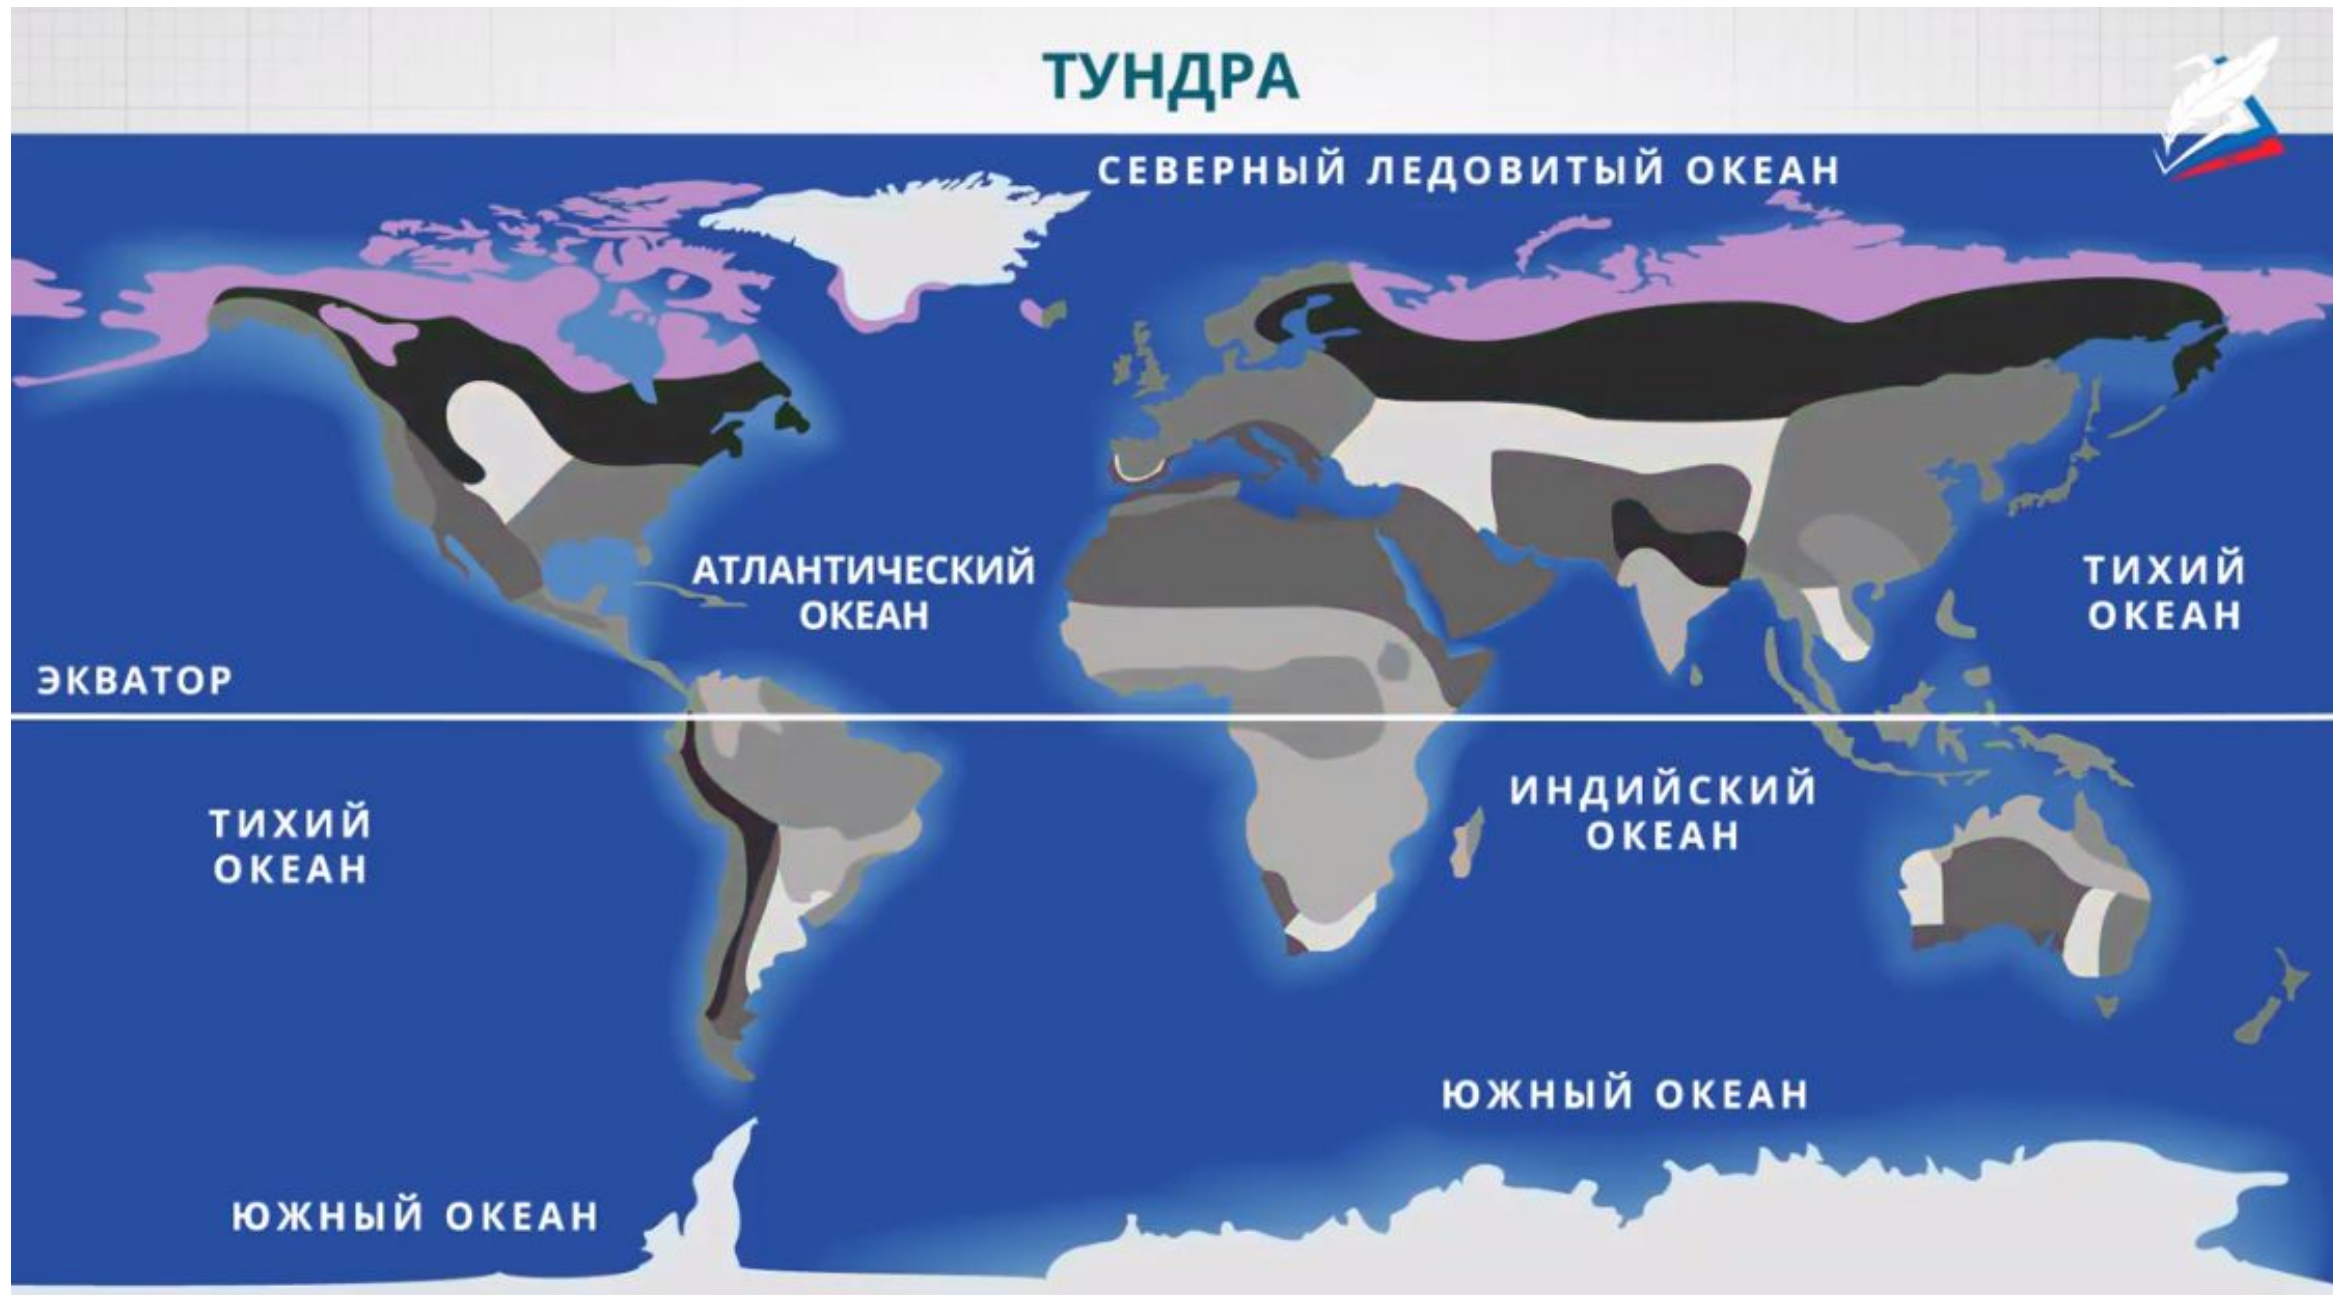 ТУНДРА
СЕВЕРНЫЙ ЛЕДОВИТЫЙ ОКЕАН
АТЛАНТИЧЕСКИЙ
ОКЕАН
ТИХИЙ
ОКЕАН
ЭКВАТОР
ТИХИЙ
ОКЕАН
ИНДИЙСКИЙ
ОКЕАН
ЮЖНЫЙ ОКЕАН
ЮЖНЫЙ ОКЕАН